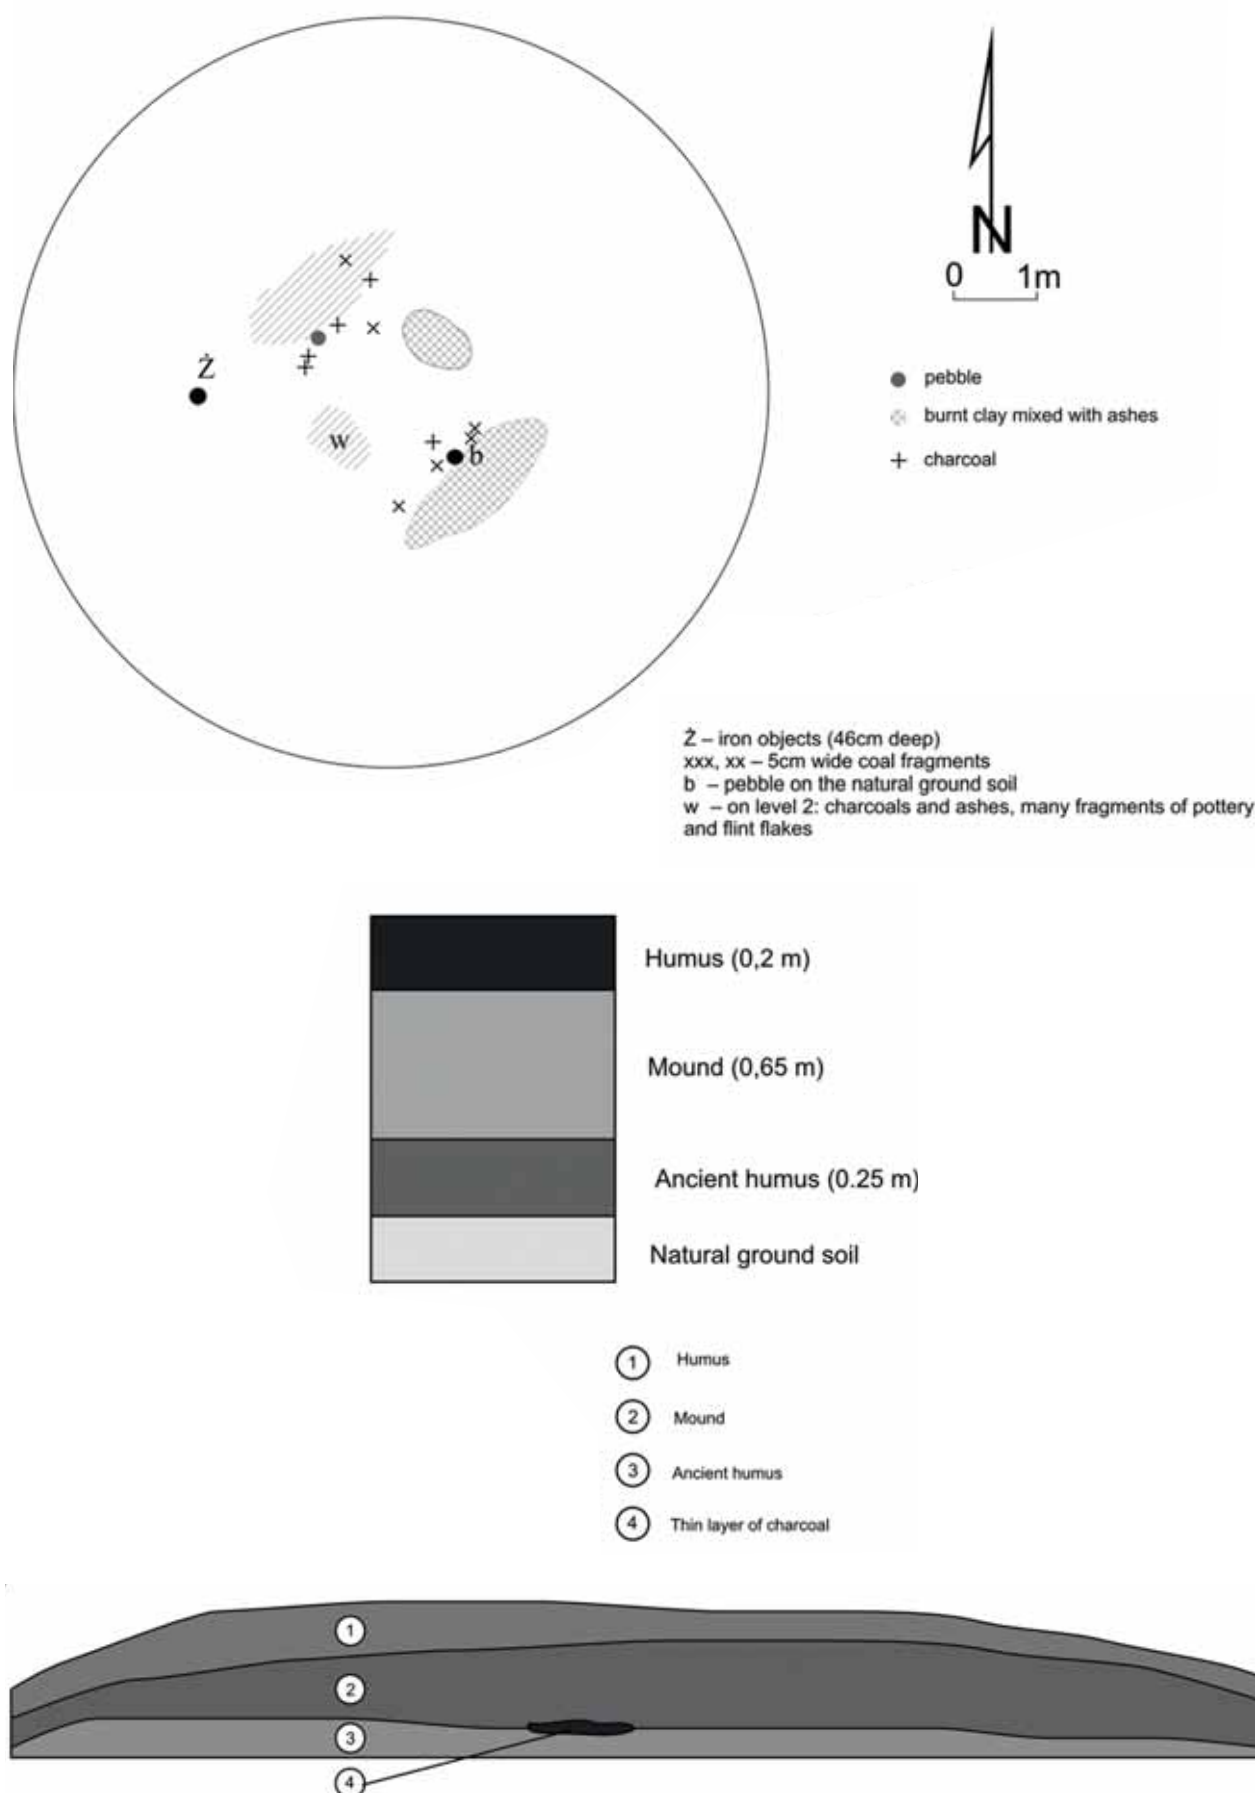 N
0 1m
pebble
burnt clay mixed with ashes
charcoal
Ż
w
b
Ż – iron objects (46cm deep)
xxx, xx – 5cm wide coal fragments
b – pebble on the natural ground soil
w – on level 2: charcoals and ashes, many fragments of pottery
and flint flakes
Humus (0,2 m)
Mound (0,65 m)
Ancient humus (0.25 m)
Natural ground soil
1 Humus
2 Mound
3 Ancient humus
4 Thin layer of charcoal
1
2
3
4